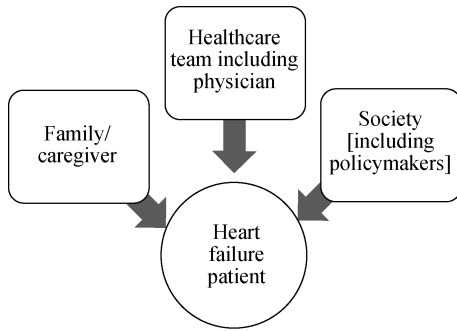 Healthcare
team including
physician
Family/
caregiver
Society
[including
policymakers]
Heart
failure
patient